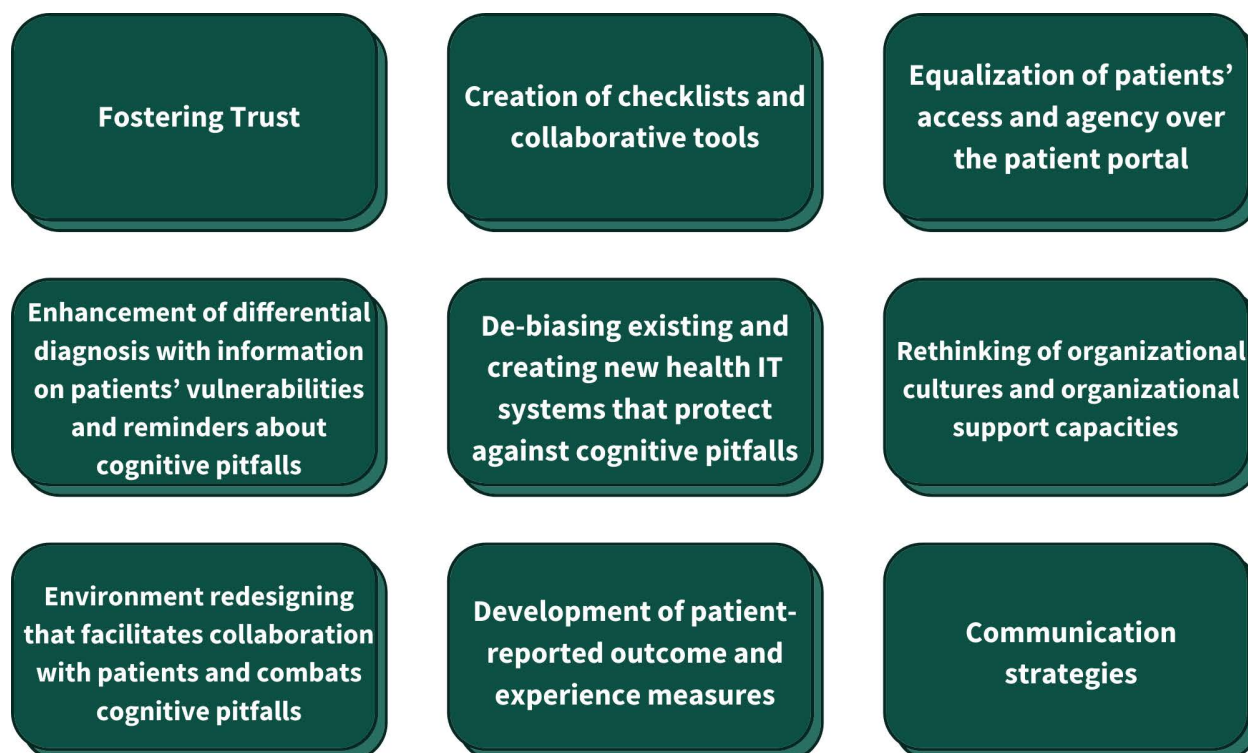 Fostering Trust
Creation of checklists and
collaborative tools
Equalization of patients’
access and agency over
the patient portal
Enhancement of differential
diagnosis with information
on patients’ vulnerabilities
and reminders about
cognitive pitfalls
De-biasing existing and
creating new health IT
systems that protect
against cognitive pitfalls
Rethinking of organizational
cultures and organizational
support capacities
Environment redesigning
that facilitates collaboration
with patients and combats
cognitive pitfalls
Development of patient-
reported outcome and
experience measures
Communication
strategies